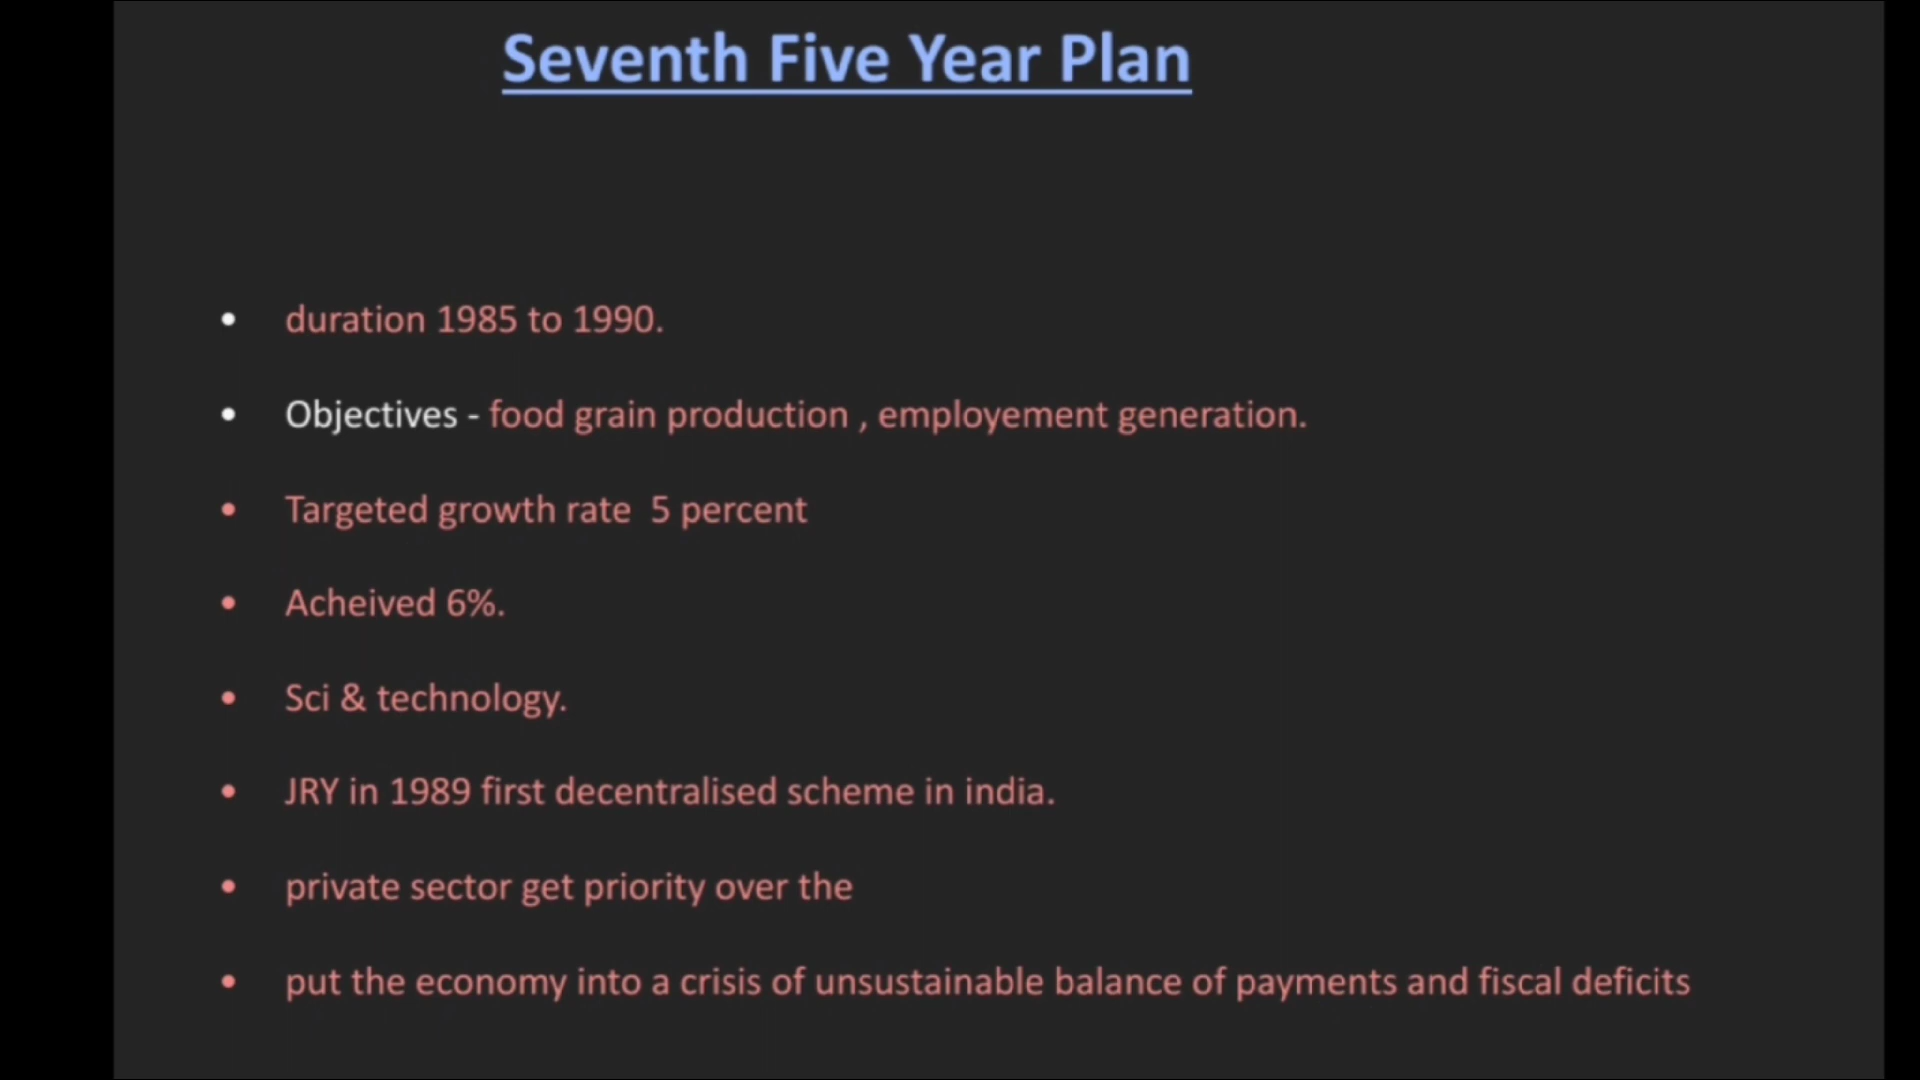 Seventh Five Year Plan
• duration 1985 to 1990.
• Objectives - food grain production , employement generation.
• Targeted growth rate  5 percent
• Acheived 6%.
• Sci & technology.
• JRY in 1989 first decentralised scheme in india.
• private sector get priority over the
• put the economy into a crisis of unsustainable balance of payments and fiscal deficits